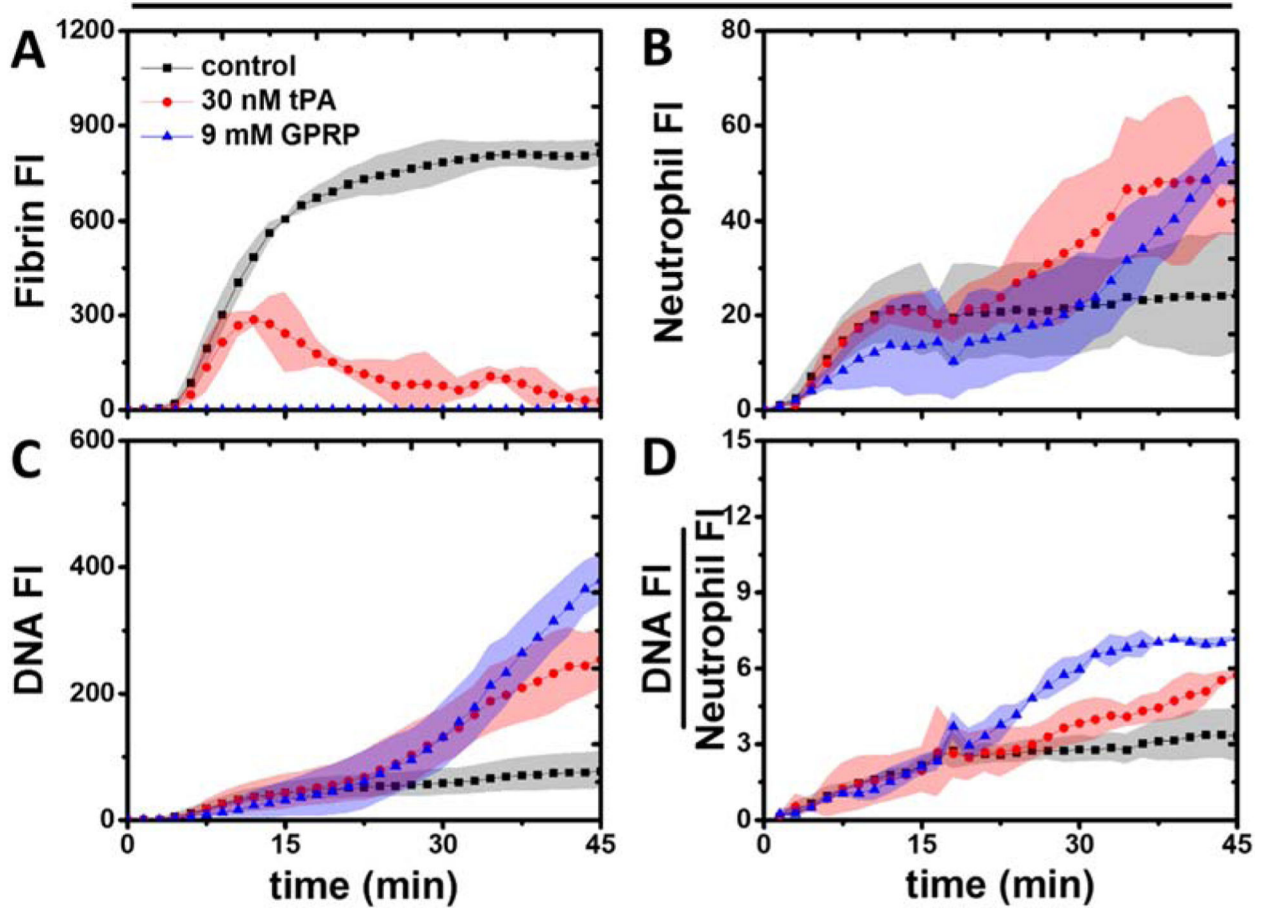 A
1200
900
600
300
0
Fibrin FI
control
30 nM tPA
9 mM GPRP
B
80
60
40
20
0
Neutrophil FI
C
600
400
200
0
DNA FI
0 15 30 45
time (min)
D
15
12
9
6
3
0
DNA FI
Neutrophil FI
0 15 30 45
time (min)